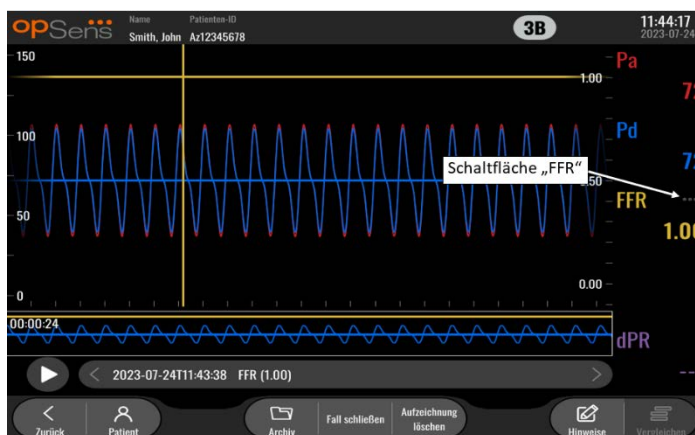 opSens
Name
Smith, John
Patienten-ID
Az12345678
3B
11:44:17
2023-07-24
150
100
50
0
1.00
0.00
Pa
Pd
Schaltfläche „FFR“
FFR
1.00
00:00:24
dPR
2023-07-24T11:43:38 FFR (1.00)
Zurück
Patient
Archiv
Fall schließen
Aufzeichnung
löschen
Hinweise
Vergleichen